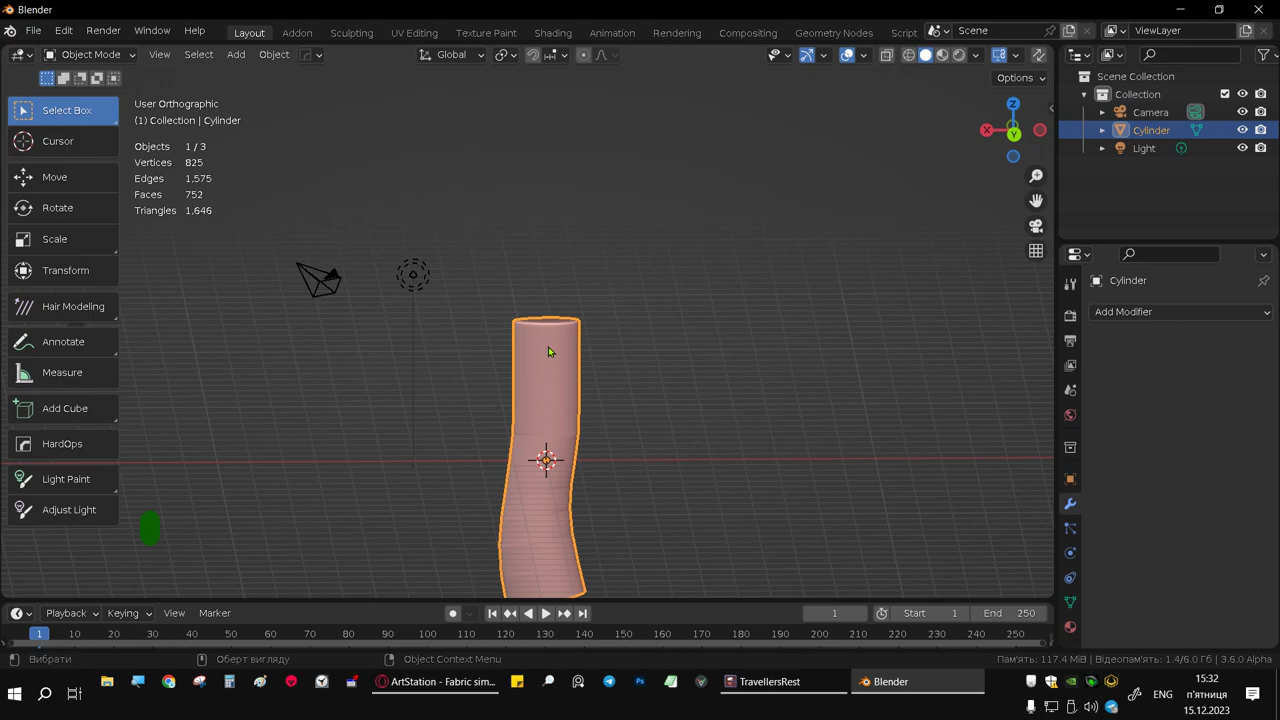 Blender
File Edit Render Window Help Layout Addon Sculpting UV Editing Texture Paint Shading Animation Rendering Compositing Geometry Nodes Script Scene ViewLayer
Object Mode View Select Add Object Global
Options
Select Box
Cursor
Move
Rotate
Scale
Transform
Hair Modeling
Annotate
Measure
Add Cube
HardOps
Light Paint
Adjust Light
User Orthographic
(1) Collection | Cylinder
Objects 1 / 3
Vertices 825
Edges 1,575
Faces 752
Triangles 1,646
Z
X
Y
Scene Collection
Collection
Camera
Cylinder
Light
Cylinder
Add Modifier
Playback Keying View Marker 1 Start 1 End 250
1 10 20 30 40 50 60 70 80 90 100 110 120 130 140 150 160 170 180 190 200 210 220 230 240 250
Вибрати Оберт вигляду Object Context Menu Пам'ять: 117.4 MiB | Відеопам'ять: 1.4/6.0 Гб | 3.6.0 Alpha
ArtStation - Fabric sim... TravellersRest Blender
ENG
15:32
п'ятниця
15.12.2023